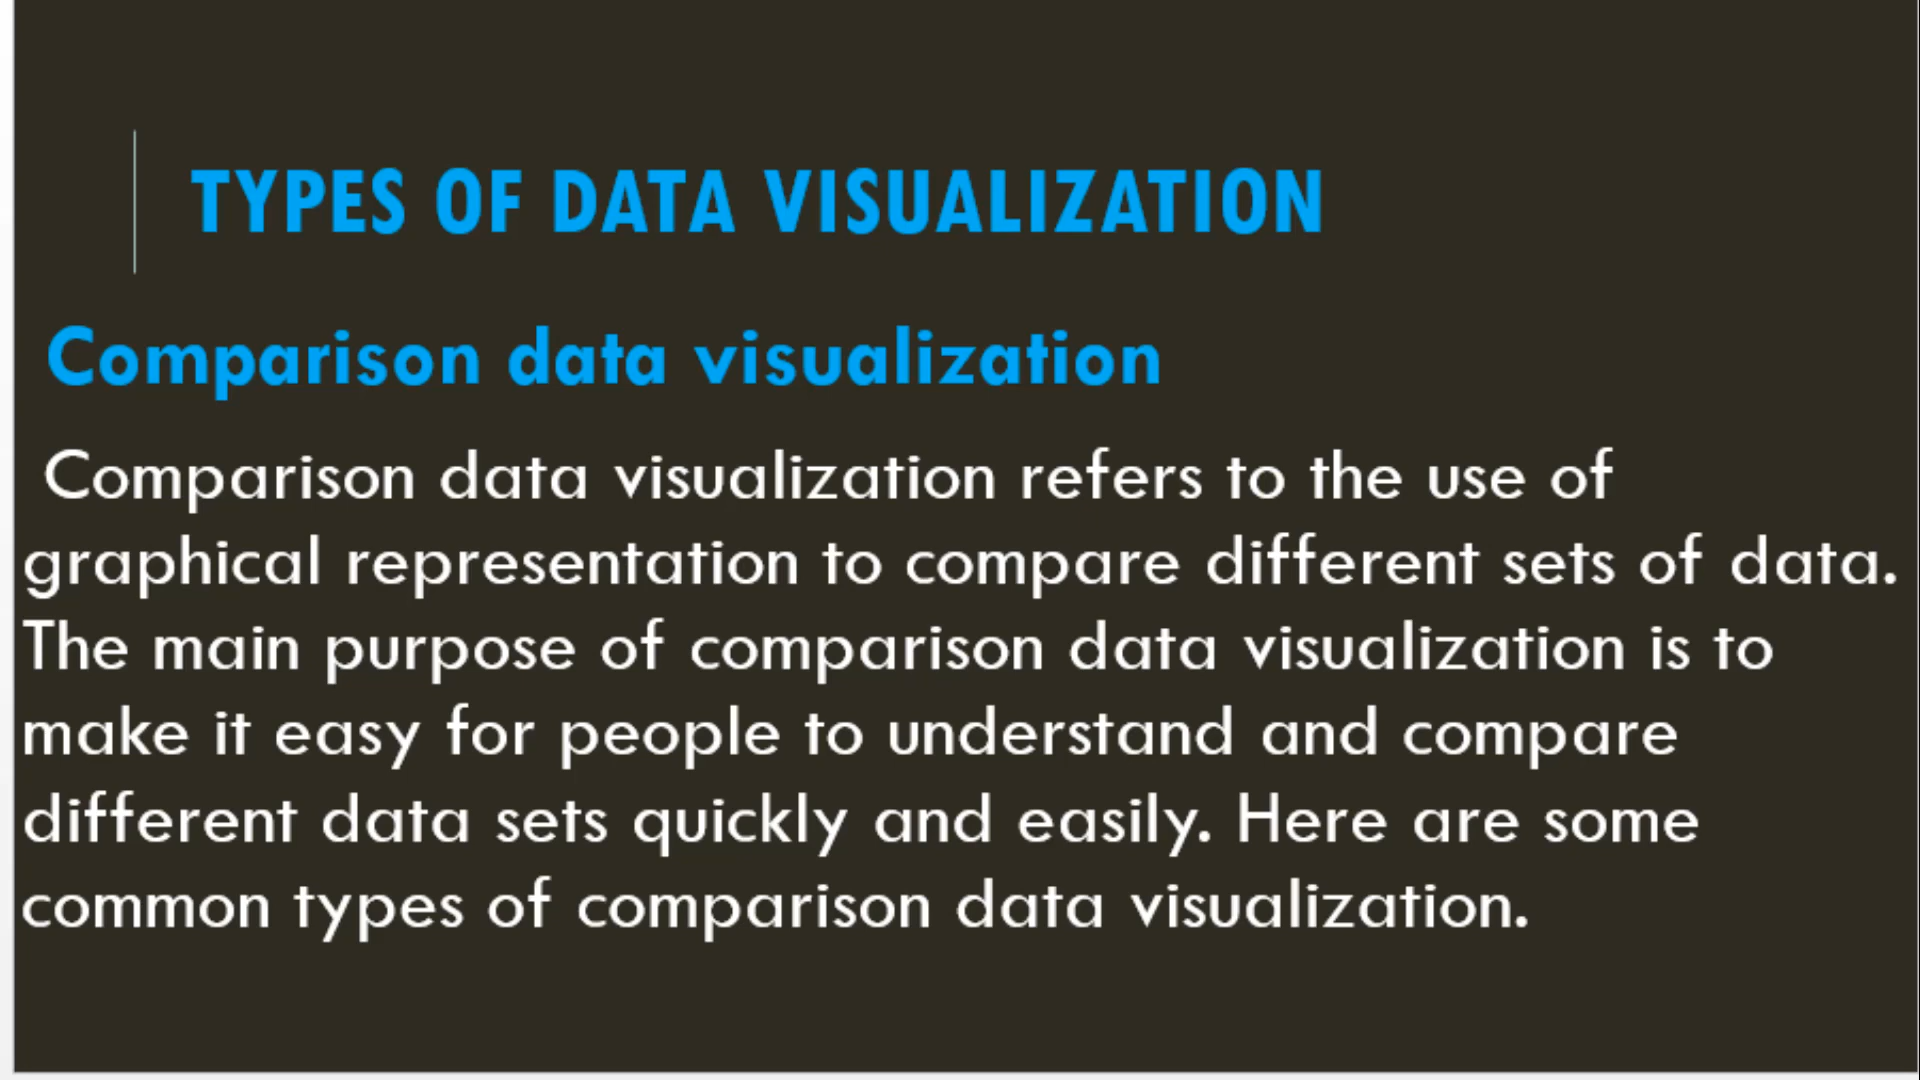 TYPES OF DATA VISUALIZATION
Comparison data visualization
Comparison data visualization refers to the use of
graphical representation to compare different sets of data.
The main purpose of comparison data visualization is to
make it easy for people to understand and compare
different data sets quickly and easily. Here are some
common types of comparison data visualization.